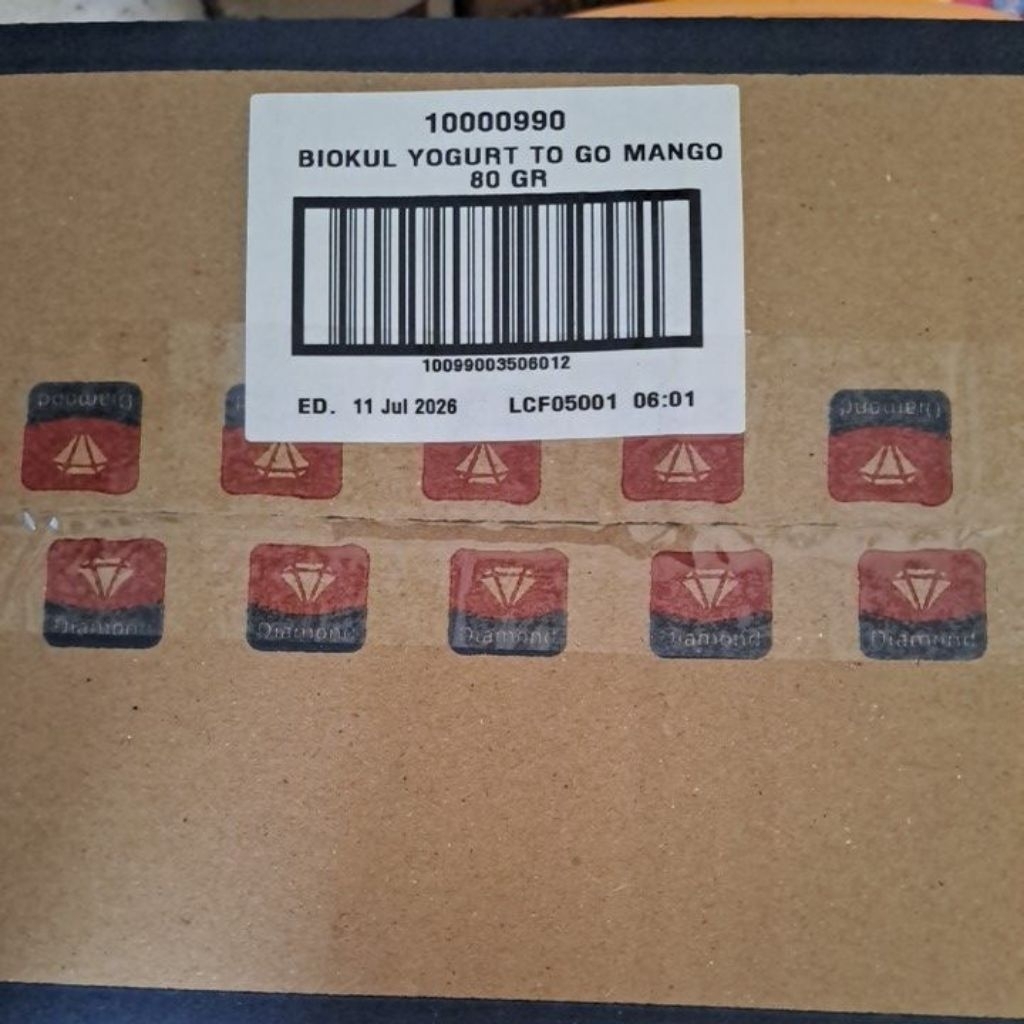 10000990
BIOKUL YOGURT TO GO MANGO
80 GR
10099003506012
ED. 11 Jul 2026 LCF05001 06:01
Diamond Diamond
Diamond Diamond Diamond Diamond Diamond